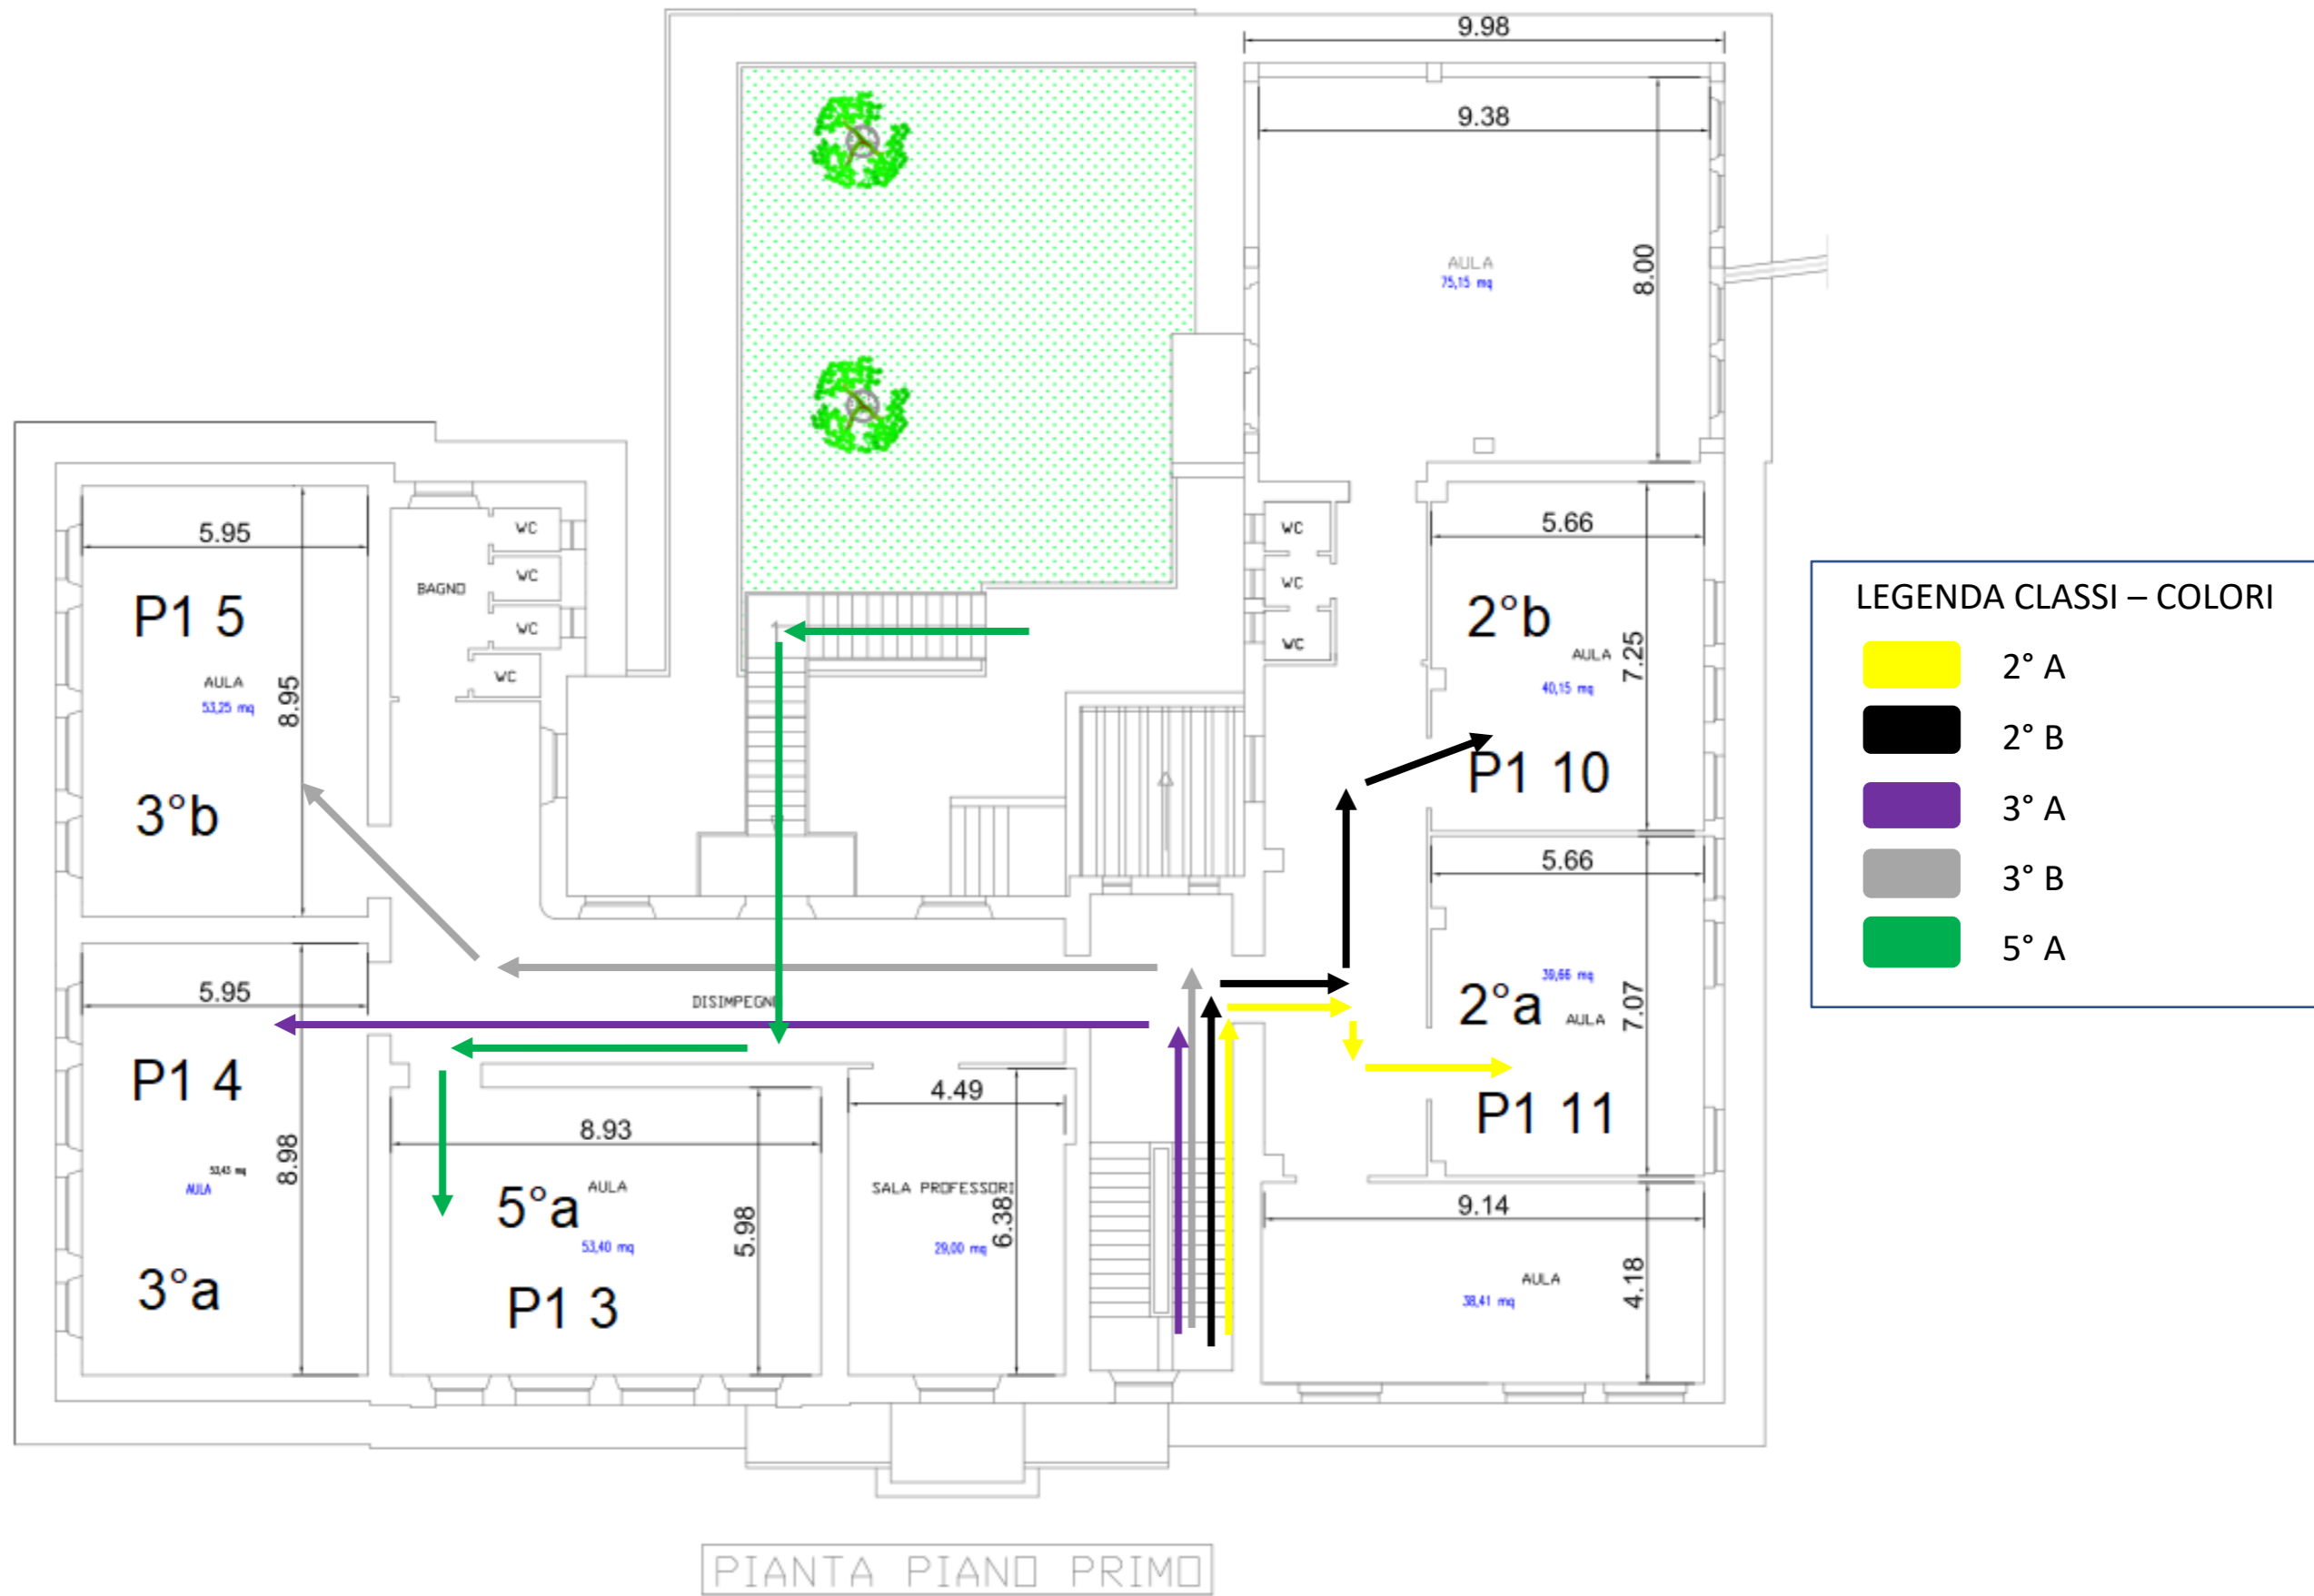 9.98
9.38
8.00
AULA
75,15 mq
5.95
P1 5
AULA
53,25 mq
8.95
3°b
BAGNO
WC
WC
WC
WC
WC
WC
WC
5.66
2°b
AULA
40,15 mq
7.25
P1 10
LEGENDA CLASSI – COLORI
2° A
2° B
3° A
3° B
5° A
5.66
39,66 mq
2°a
AULA
7.07
P1 11
DISIMPEGN
5.95
P1 4
8.98
53,43 mq
AULA
3°a
8.93
5°a
AULA
53,40 mq
5.98
P1 3
4.49
SALA PROFESSORI
6.38
29,00 mq
9.14
AULA
38,41 mq
4.18
PIANTA PIANO PRIMO